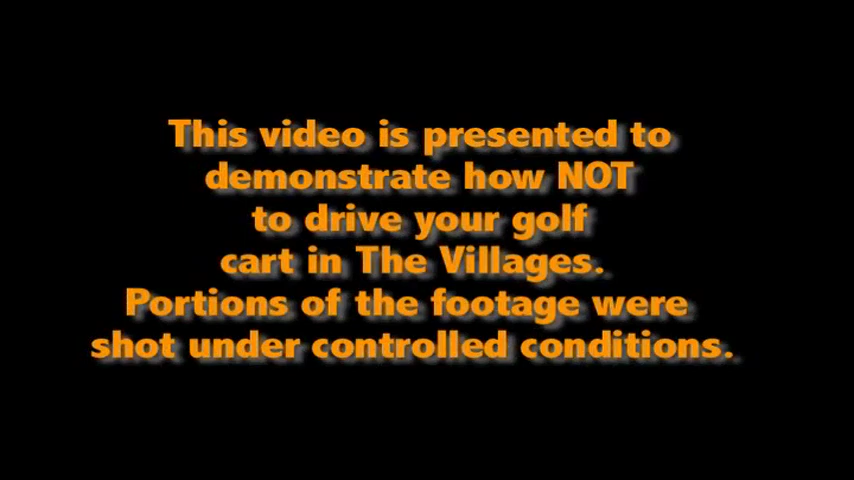 This video is presented to
demonstrate how NOT
to drive your golf
cart in The Villages.
Portions of the footage were
shot under controlled conditions.